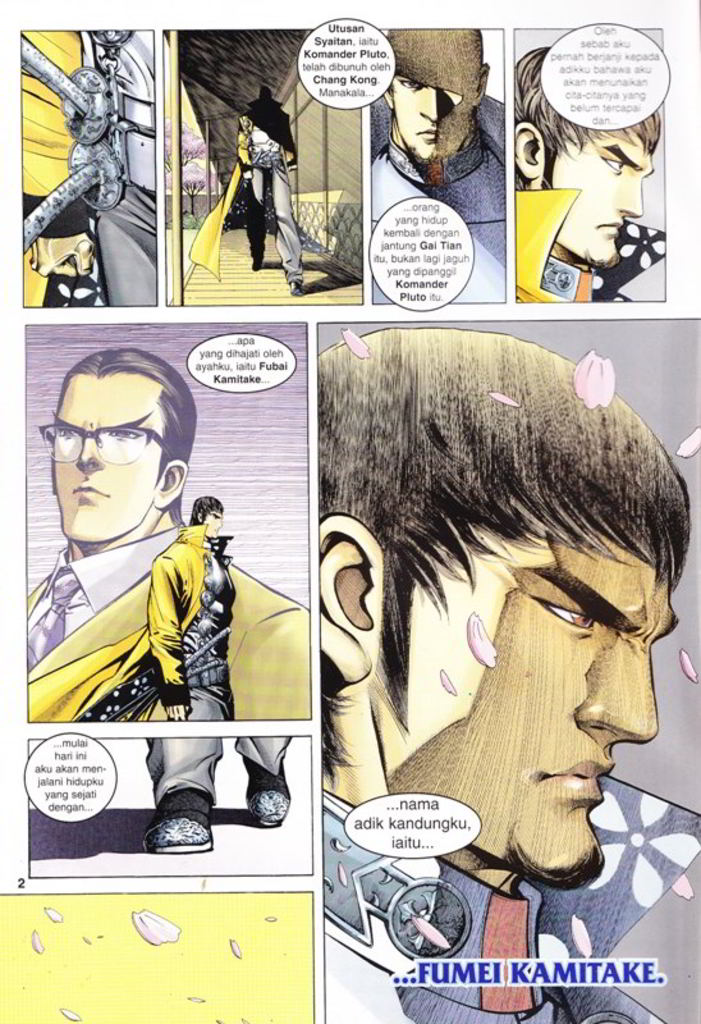 Utusan
Syaitan, iaitu
Komander Pluto,
telah dibunuh oleh
Chang Kong.
Manakala...
...orang
yang hidup
kembali dengan
jantung Gai Tian
itu, bukan lagi jaguh
yang dipanggil
Komander
Pluto itu.
Oleh
sebab aku
pernah berjanji kepada
adikku bahawa aku
akan menunaikan
cita-citanya yang
belum tercapai
dan...
...apa
yang dihajati oleh
ayahku, iaitu Fubai
Kamitake...
...mulai
hari ini
aku akan men-
jalani hidupku
yang sejati
dengan...
...nama
adik kandungku,
iaitu...
...FUMEI KAMITAKE.
2